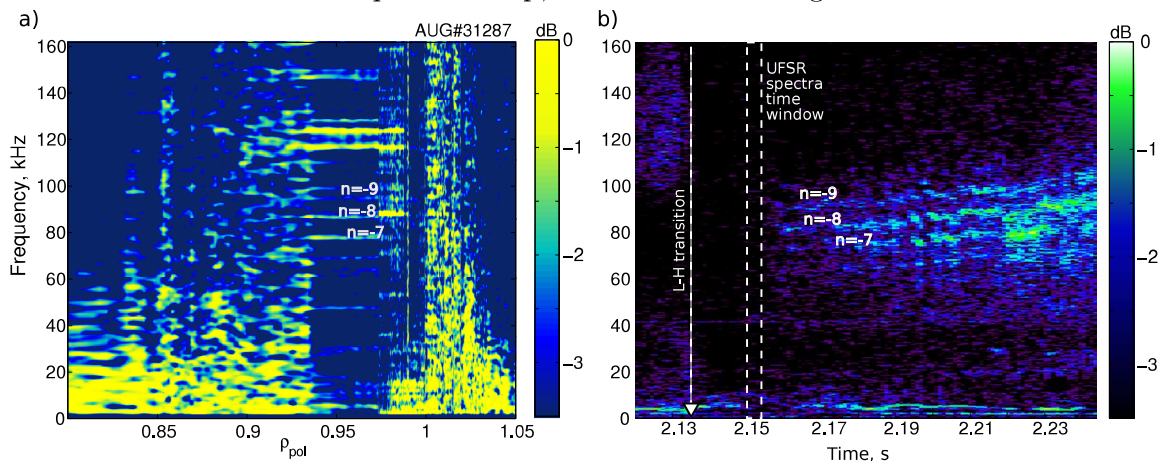 a)
AUG#31287
dB
160
140
120
100
80
60
40
20
0
Frequency, kHz
n=-9
n=-8
n=-7
0.85
0.9
0.95
1
1.05
ρpol
0
−1
−2
−3
b)
dB
160
140
120
100
80
60
40
20
0
L-H transition
UFSR
spectra
time
window
n=-9
n=-8
n=-7
2.13
2.15
2.17
2.19
2.21
2.23
Time, s
0
−1
−2
−3